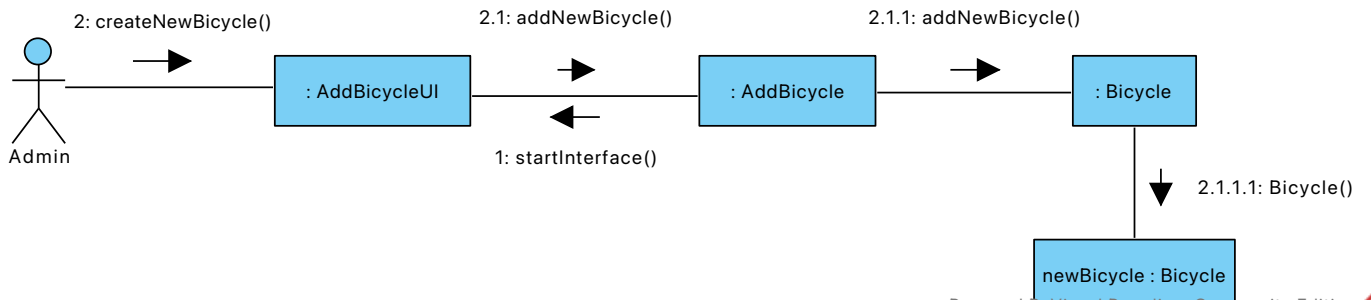 2: createNewBicycle()
2.1: addNewBicycle()
2.1.1: addNewBicycle()
: AddBicycleUI
: AddBicycle
: Bicycle
Admin
1: startInterface()
2.1.1.1: Bicycle()
newBicycle : Bicycle